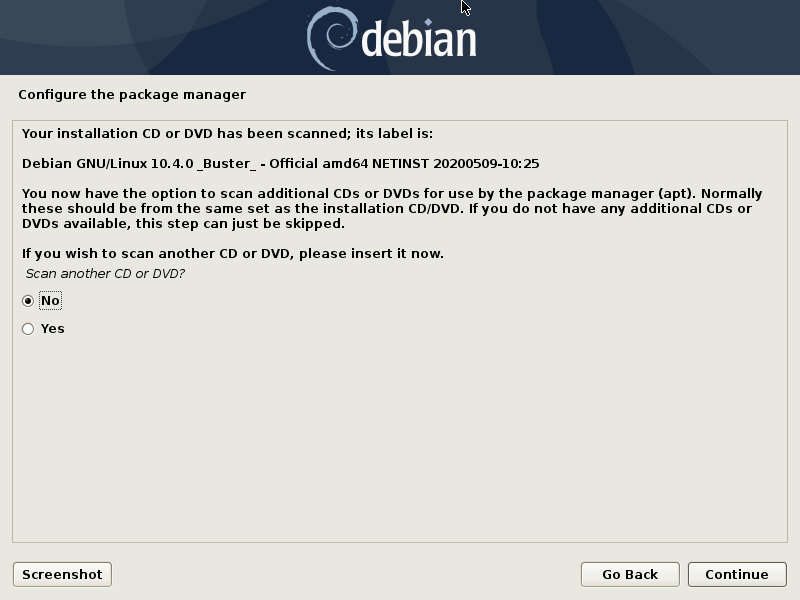 debian
Configure the package manager
Your installation CD or DVD has been scanned; its label is:
Debian GNU/Linux 10.4.0 _Buster_ - Official amd64 NETINST 20200509-10:25
You now have the option to scan additional CDs or DVDs for use by the package manager (apt). Normally
these should be from the same set as the installation CD/DVD. If you do not have any additional CDs or
DVDs available, this step can just be skipped.
If you wish to scan another CD or DVD, please insert it now.
Scan another CD or DVD?
No
Yes
Screenshot
Go Back
Continue